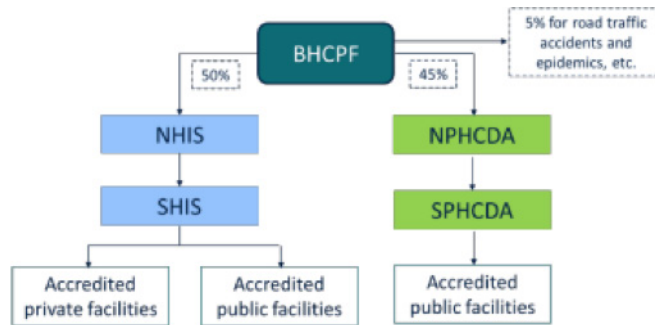 BHCPF
5% for road traffic
accidents and
epidemics, etc.
50%
45%
NHIS
NPHCDA
SHIS
SPHCDA
Accredited
private facilities
Accredited
public facilities
Accredited
public facilities